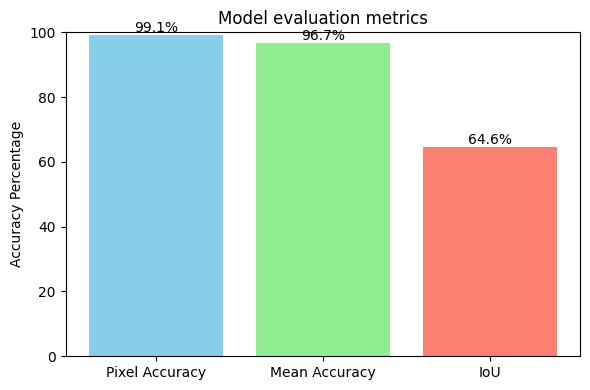 Model evaluation metrics
99.1%
96.7%
64.6%
Accuracy Percentage
100
80
60
40
20
0
Pixel Accuracy
Mean Accuracy
IoU